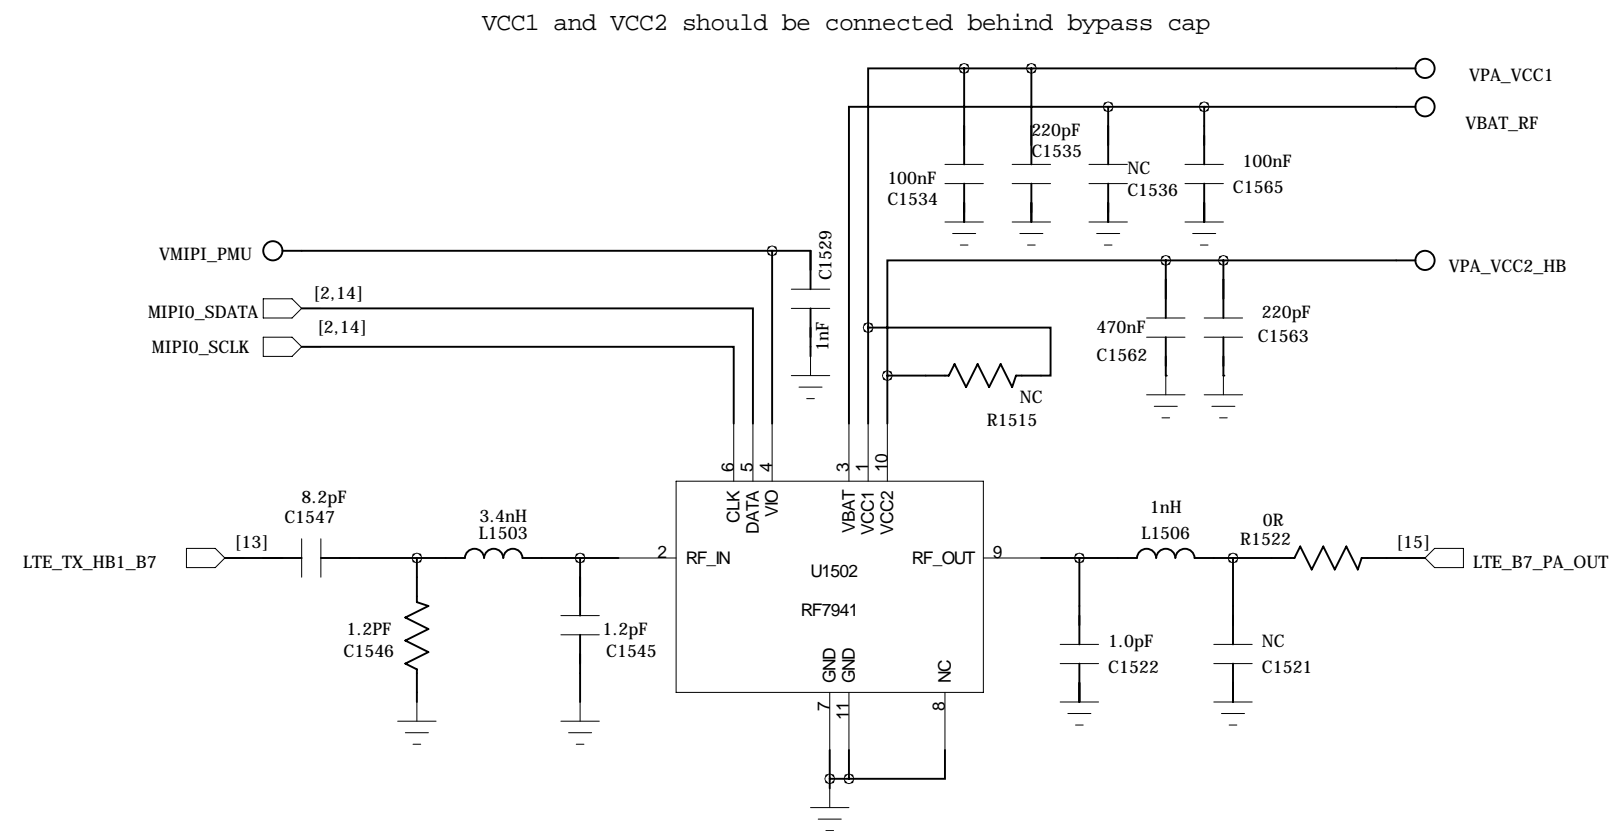 VCC1 and VCC2 should be connected behind bypass cap
VPA_VCC1
VBAT_RF
220pF
C1535
100nF
C1534
NC
C1536
100nF
C1565
VMIPI_PMU
C1529
1nF
VPA_VCC2_HB
[2,14]
MIPI0_SDATA
[2,14]
MIPI0_SCLK
470nF
C1562
220pF
C1563
NC
R1515
6
5
4
3
1
10
CLK
DATA
VIO
VBAT
VCC1
VCC2
8.2pF
C1547
3.4nH
L1503
1nH
L1506
0R
R1522
LTE_TX_HB1_B7
[13]
2
RF_IN
U1502
RF7941
RF_OUT
9
[15]
LTE_B7_PA_OUT
1.2PF
C1546
1.2pF
C1545
1.0pF
C1522
NC
C1521
GND
GND
NC
7
11
8